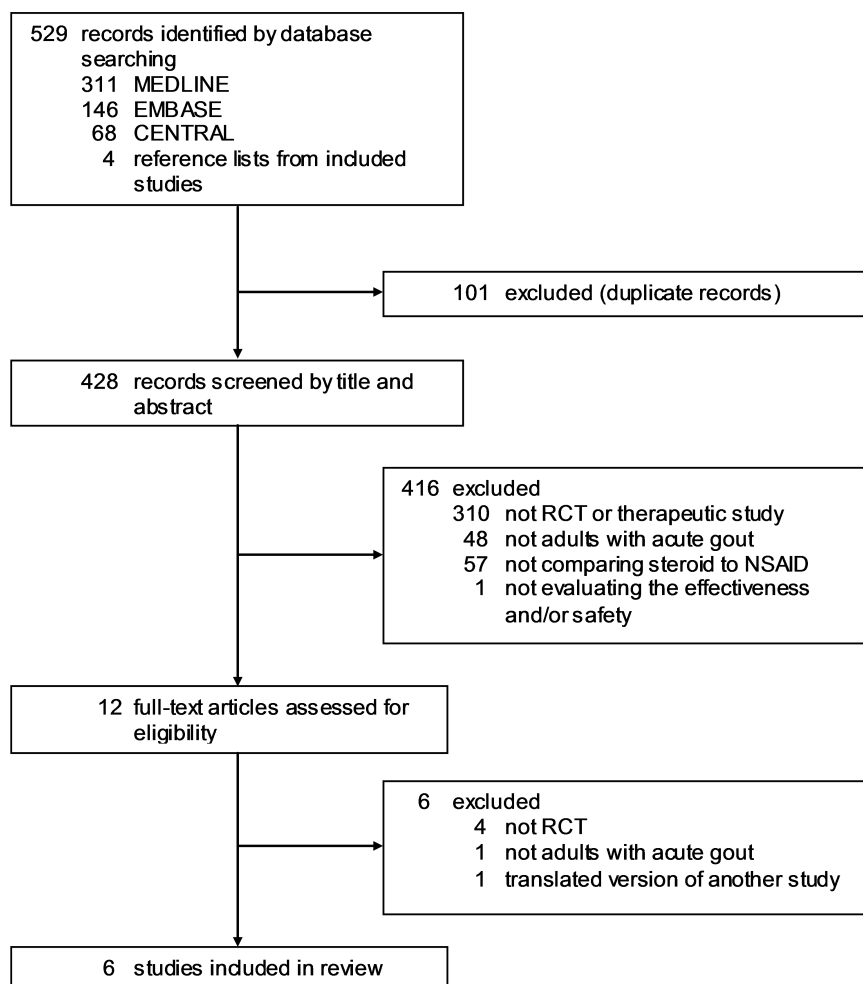 529 records identified by database
searching
311 MEDLINE
146 EMBASE
68 CENTRAL
4 reference lists from included
studies
101 excluded (duplicate records)
428 records screened by title and
abstract
416 excluded
310 not RCT or therapeutic study
48 not adults with acute gout
57 not comparing steroid to NSAID
1 not evaluating the effectiveness
and/or safety
12 full-text articles assessed for
eligibility
6 excluded
4 not RCT
1 not adults with acute gout
1 translated version of another study
6 studies included in review